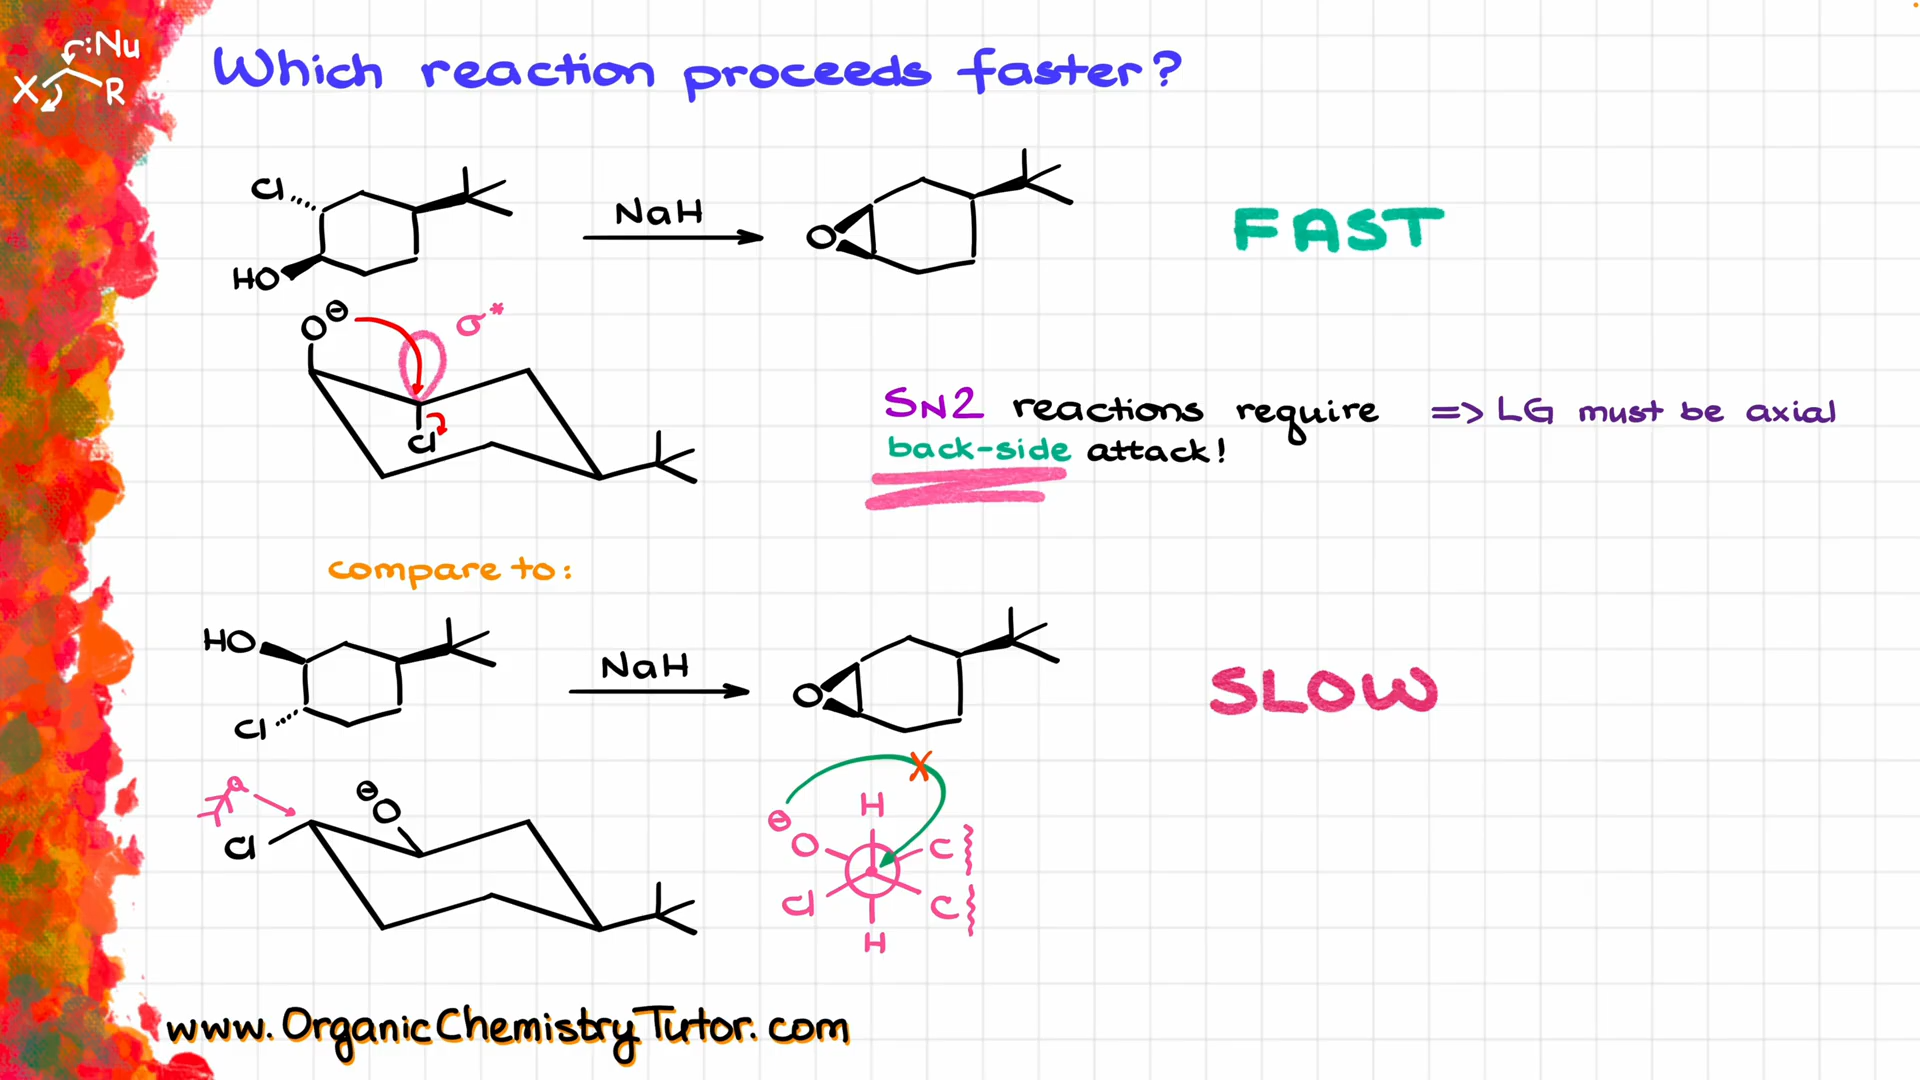 :Nu
X R
Which reaction proceeds faster?
Cl
HO
NaH
O
FAST
O⊖
σ*
Cl
SN2 reactions require => LG must be axial
back-side attack!
compare to:
HO
Cl
NaH
O
SLOW
⊖
O
Cl
X
H
⊖
O C
Cl C
H
www.OrganicChemistryTutor.com